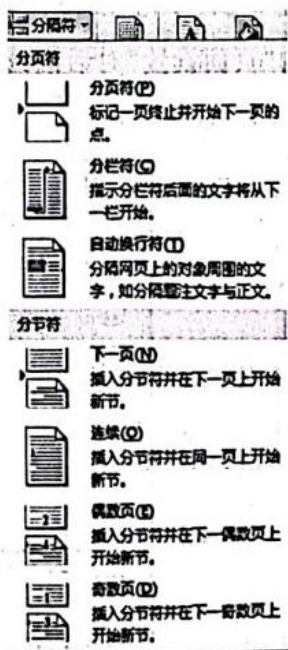 分隔符
分页符
分页符(P)
标记一页终止并开始下一页的
点。
分栏符(C)
指示分栏符后面的文字将从下
一栏开始。
自动换行符(T)
分隔网页上的对象周围的文
字，如分隔题注文字与正文。
分节符
下一页(N)
插入分节符并在下一页上开始
新节。
连续(O)
插入分节符并在同一页上开始
新节。
偶数页(E)
插入分节符并在下一偶数页上
开始新节。
奇数页(D)
插入分节符并在下一奇数页上
开始新节。